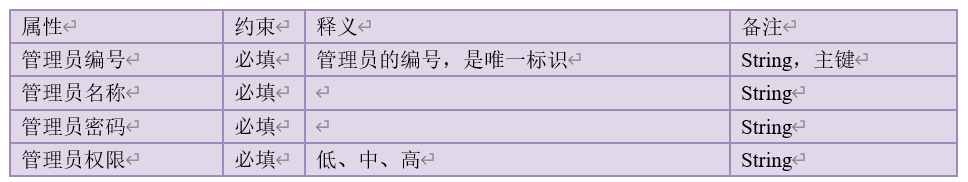 属性 约束 释义 备注
管理员编号 必填 管理员的编号，是唯一标识 String，主键
管理员名称 必填 String
管理员密码 必填 String
管理员权限 必填 低、中、高 String